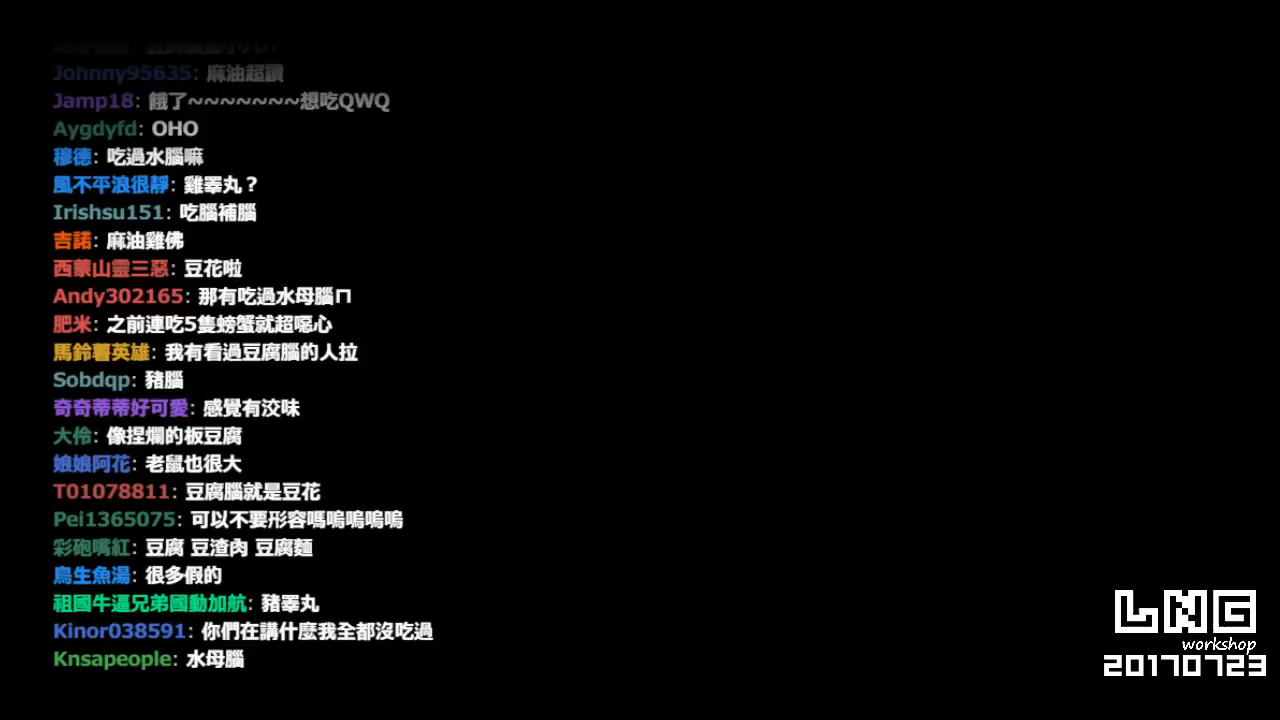 Johnny95635: 麻油超讚
Jamp18: 餓了~~~~~~~想吃QWQ
Aygdyfd: OHO
穆德: 吃過水腦嘛
風不平浪很靜: 雞睪丸？
Irishsu151: 吃腦補腦
吉諾: 麻油雞佛
西蒙山靈三惡: 豆花啦
Andy302165: 那有吃過水母腦ㄇ
肥米: 之前連吃5隻螃蟹就超噁心
馬鈴薯英雄: 我有看過豆腐腦的人拉
Sobdqp: 豬腦
奇奇蒂蒂好可愛: 感覺有洨味
大伶: 像捏爛的板豆腐
娘娘阿花: 老鼠也很大
T01078811: 豆腐腦就是豆花
Pei1365075: 可以不要形容嗎嗚嗚嗚嗚
彩砲嘴紅: 豆腐 豆渣肉 豆腐麵
鳥生魚湯: 很多假的
祖國牛逼兄弟國動加航: 豬睪丸
Kinor038591: 你們在講什麼我全都沒吃過
Knsapeople: 水母腦
LNG
workshop
20170723